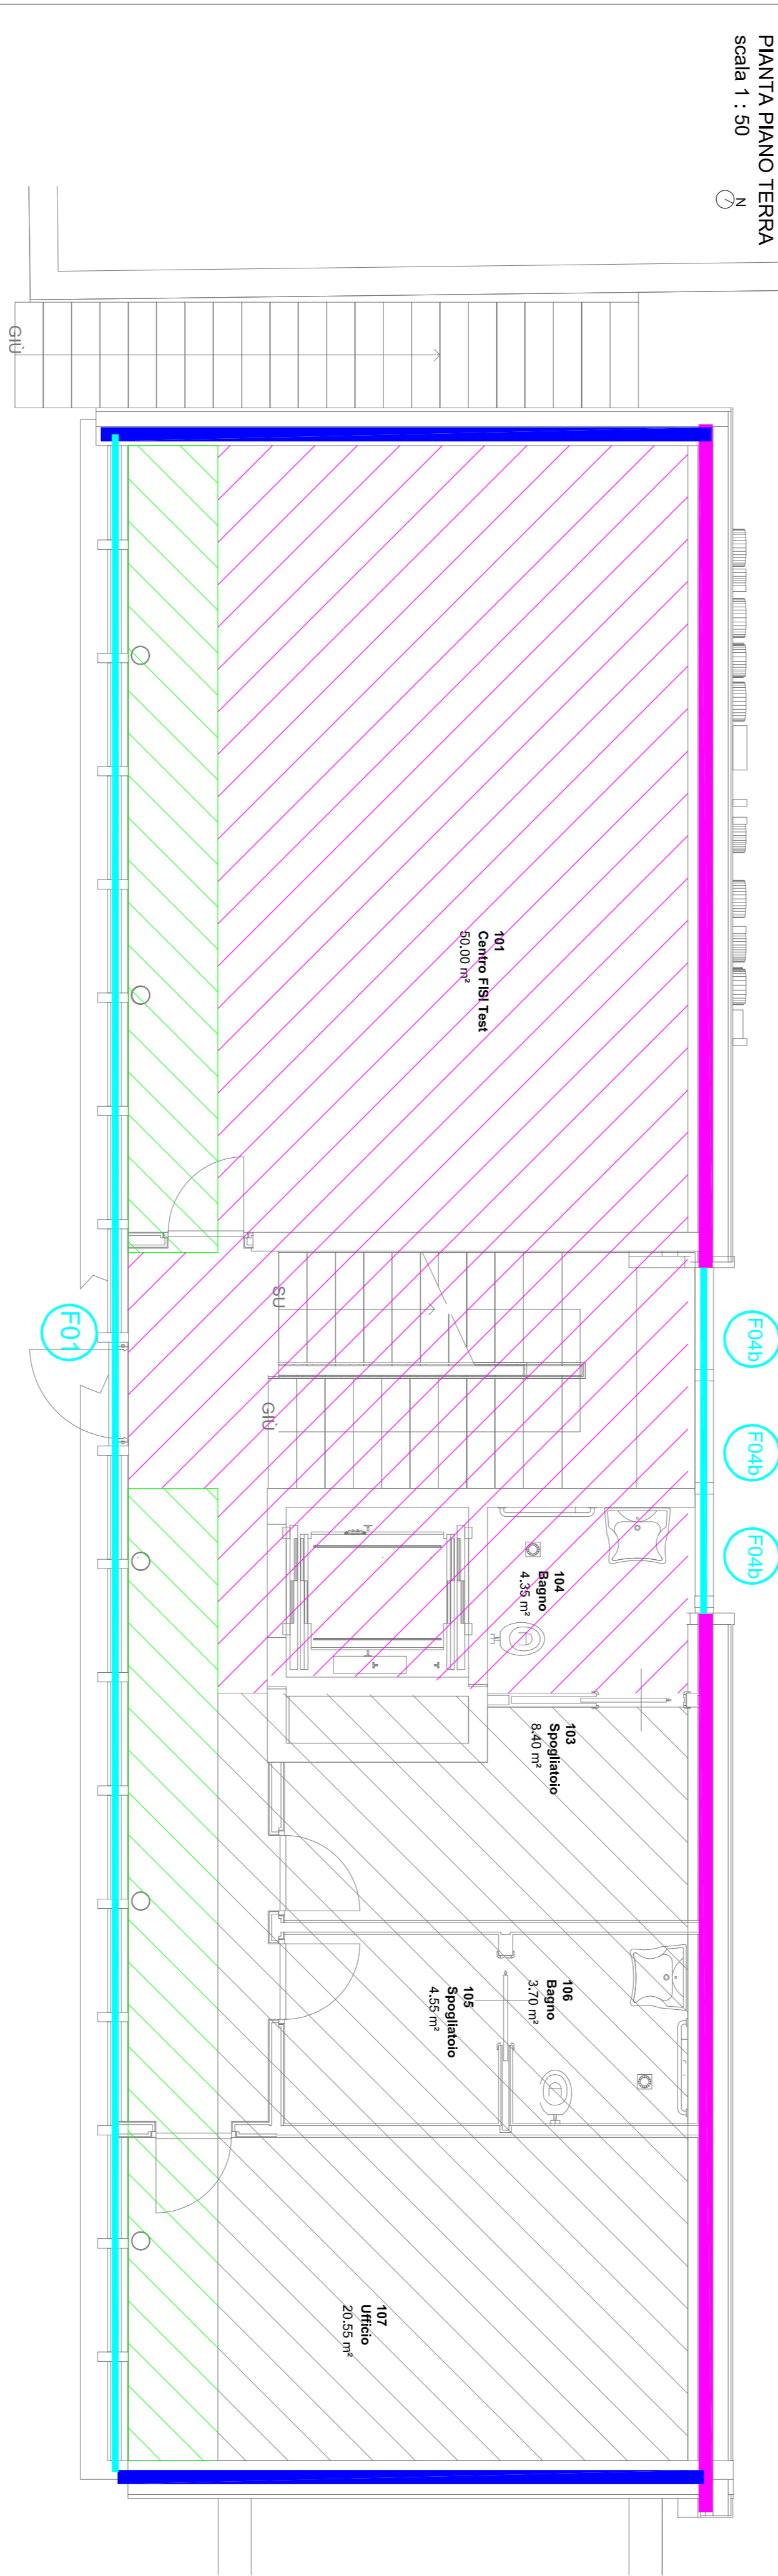 PIANTA PIANO TERRA
scala 1 : 50
N
GIÙ
101
Centro FISI Test
50.00 m²
SU
GIÙ
F01
F04b
F04b
F04b
104
Bagno
4.35 m²
103
Spogliatoio
8.40 m²
106
Bagno
3.70 m²
105
Spogliatoio
4.55 m²
107
Ufficio
20.55 m²